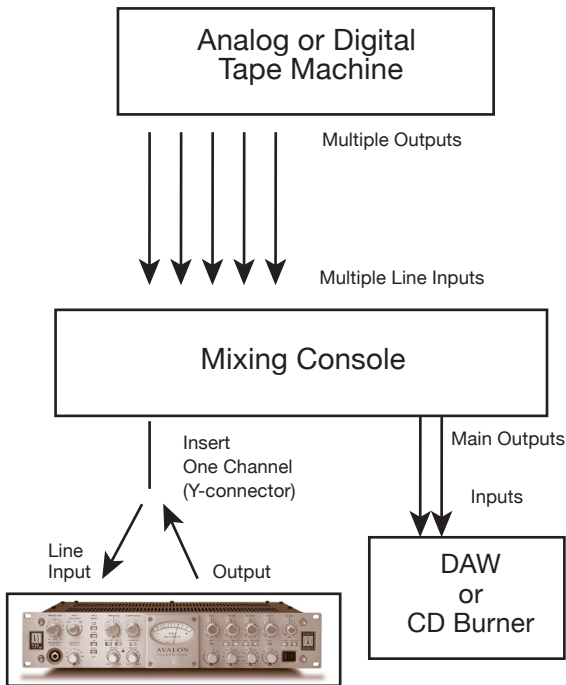 Analog or Digital
Tape Machine
Multiple Outputs
Multiple Line Inputs
Mixing Console
Insert
One Channel
(Y-connector)
Main Outputs
Inputs
Line
Input
Output
DAW
or
CD Burner
AVALON